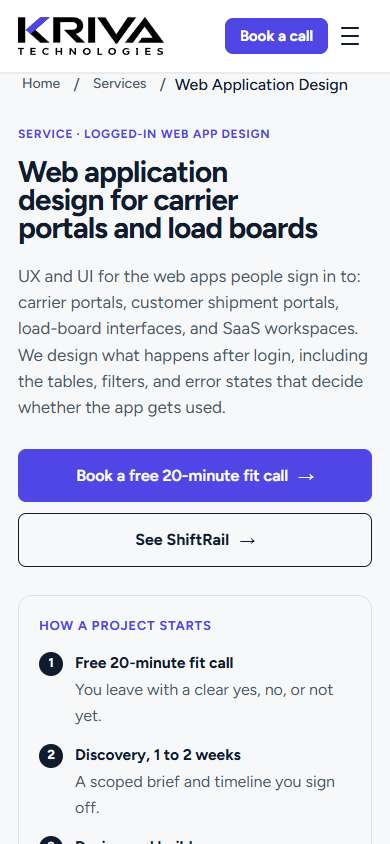 KRIVA
TECHNOLOGIES
Book a call
Home / Services / Web Application Design
SERVICE · LOGGED-IN WEB APP DESIGN
Web application
design for carrier
portals and load boards
UX and UI for the web apps people sign in to:
carrier portals, customer shipment portals,
load-board interfaces, and SaaS workspaces.
We design what happens after login, including
the tables, filters, and error states that decide
whether the app gets used.
Book a free 20-minute fit call →
See ShiftRail →
HOW A PROJECT STARTS
1 Free 20-minute fit call
You leave with a clear yes, no, or not
yet.
2 Discovery, 1 to 2 weeks
A scoped brief and timeline you sign
off.